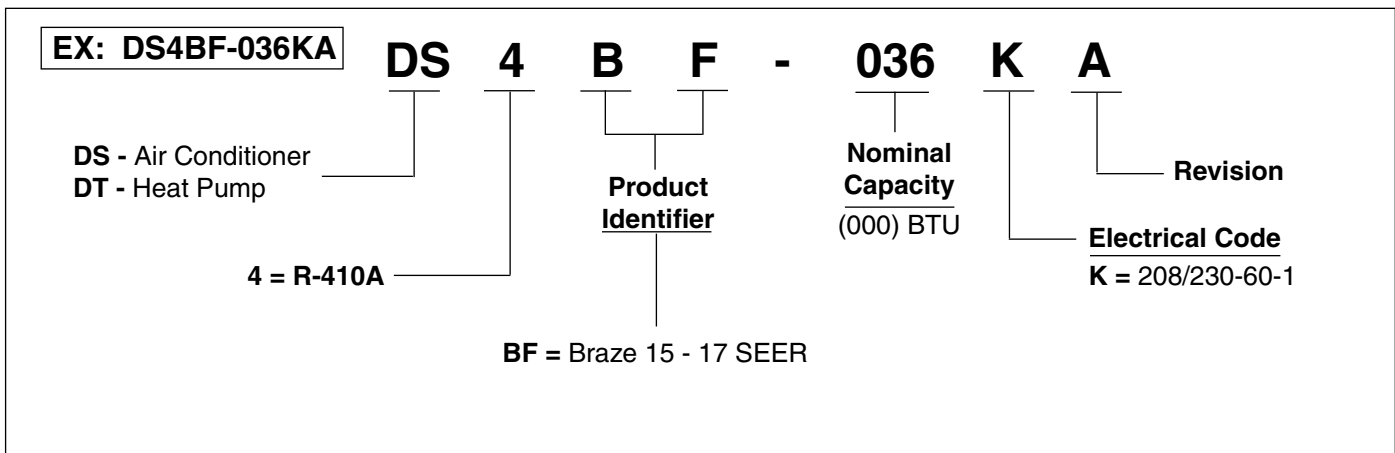 EX: DS4BF-036KA
DS 4 B F - 036 K A
DS - Air Conditioner
DT - Heat Pump
4 = R-410A
Product
Identifier
BF = Braze 15 - 17 SEER
Nominal
Capacity
(000) BTU
Revision
Electrical Code
K = 208/230-60-1